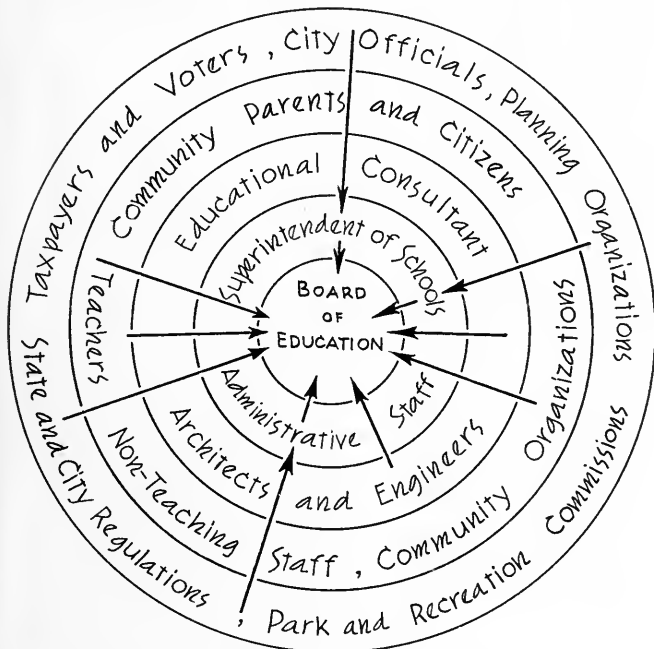 Taxpayers and Voters, City Officials, Planning Organizations
State and City Regulations, Park and Recreation Commissions
Community Parents and Citizens
Teachers
Non-Teaching Staff, Community Organizations
Educational Consultant
Architects and Engineers
Superintendent of Schools
Administrative Staff
BOARD
OF
EDUCATION